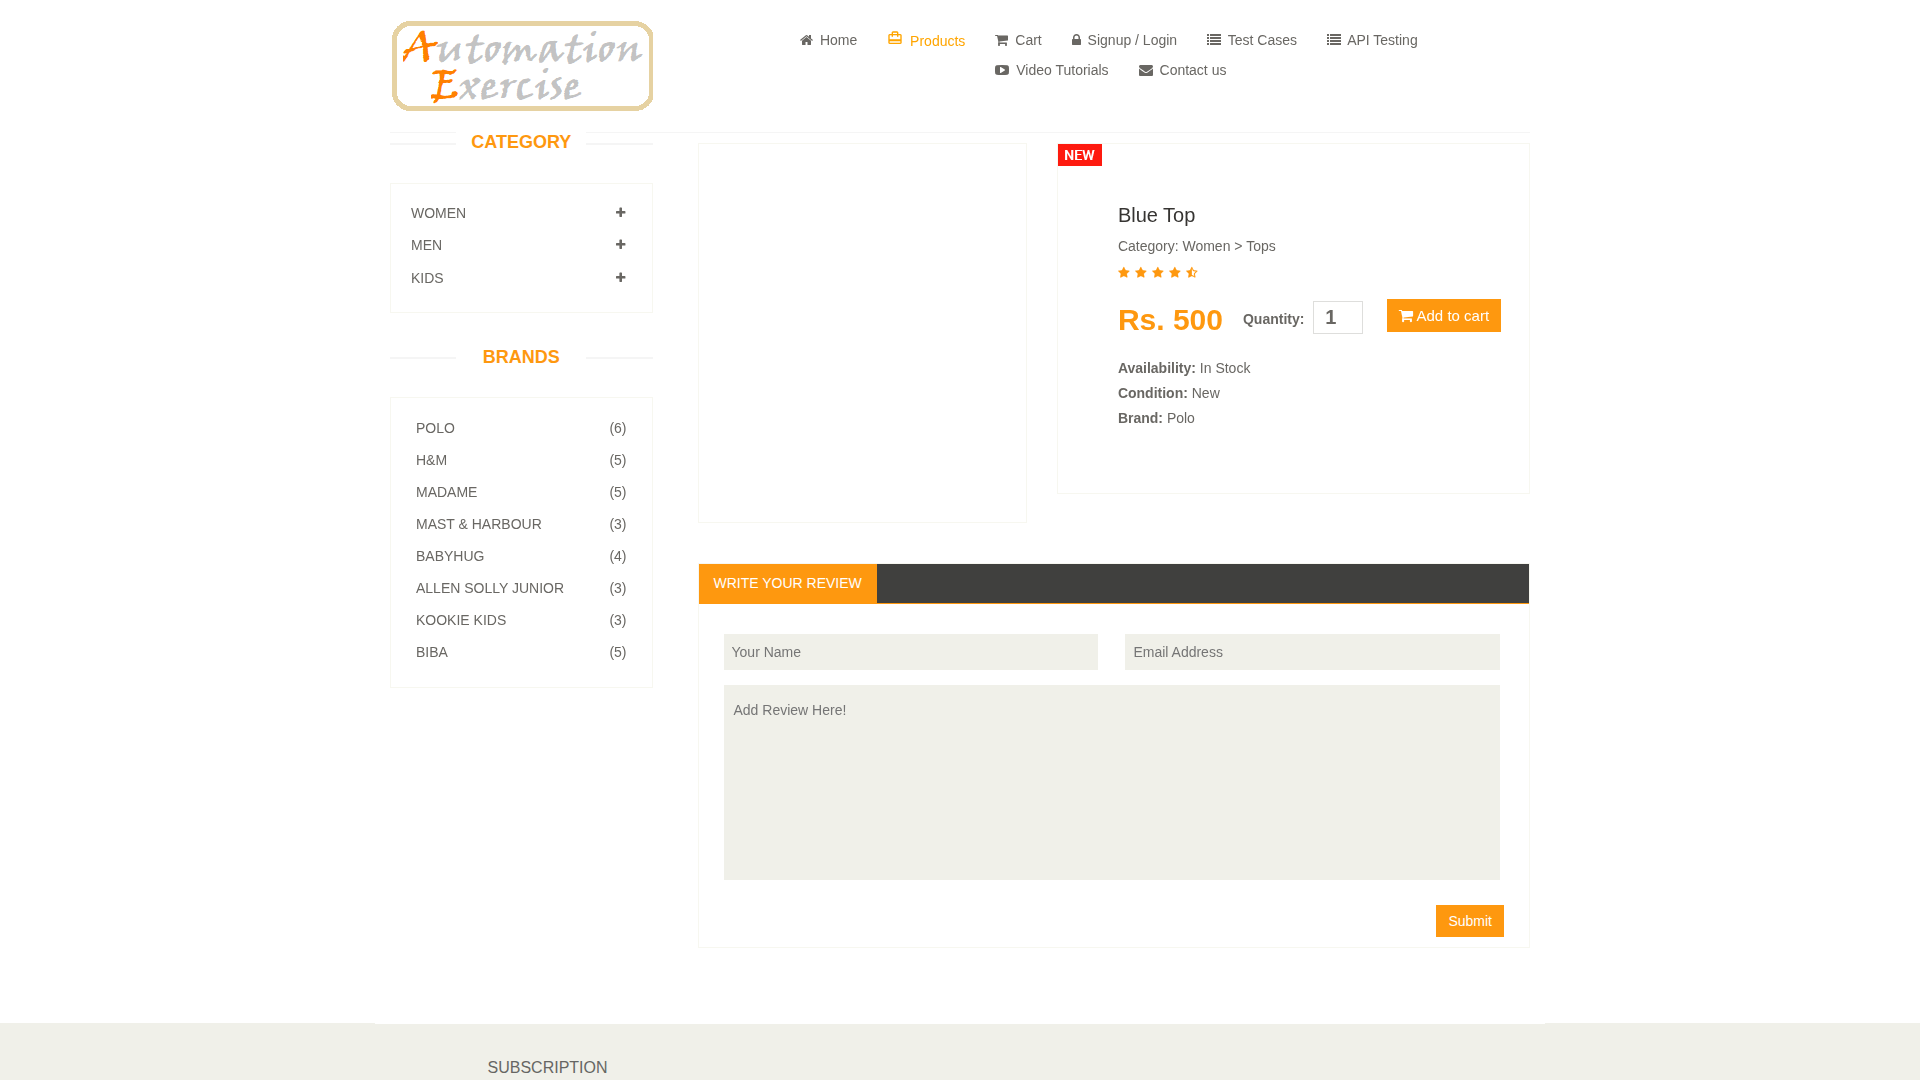 Automation
Exercise
Home
Products
Cart
Signup / Login
Test Cases
API Testing
Video Tutorials
Contact us
CATEGORY
WOMEN
MEN
KIDS
BRANDS
POLO (6)
H&M (5)
MADAME (5)
MAST & HARBOUR (3)
BABYHUG (4)
ALLEN SOLLY JUNIOR (3)
KOOKIE KIDS (3)
BIBA (5)
NEW
Blue Top
Category: Women > Tops
Rs. 500 Quantity: 1 Add to cart
Availability: In Stock
Condition: New
Brand: Polo
WRITE YOUR REVIEW
Your Name
Email Address
Add Review Here!
Submit
SUBSCRIPTION